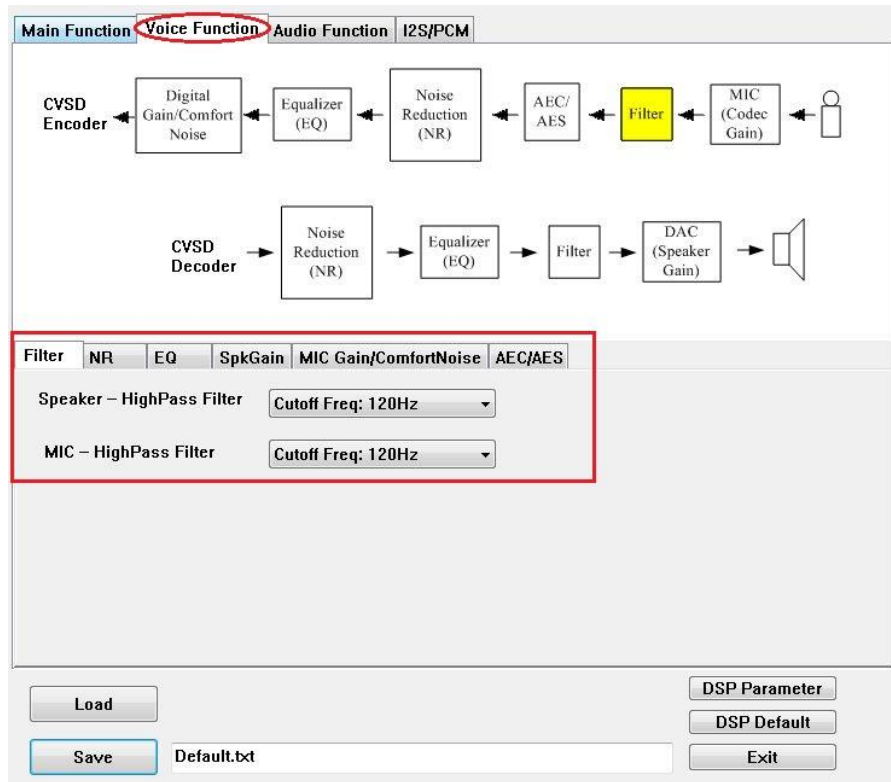 Main Function Voice Function Audio Function I2S/PCM
CVSD
Encoder
Digital
Gain/Comfort
Noise
Equalizer
(EQ)
Noise
Reduction
(NR)
AEC/
AES
Filter
MIC
(Codec
Gain)
CVSD
Decoder
Noise
Reduction
(NR)
Equalizer
(EQ)
Filter
DAC
(Speaker
Gain)
Filter NR EQ SpkGain MIC Gain/ComfortNoise AEC/AES
Speaker – HighPass Filter Cutoff Freq: 120Hz
MIC – HighPass Filter Cutoff Freq: 120Hz
Load
DSP Parameter
DSP Default
Save Default.txt Exit